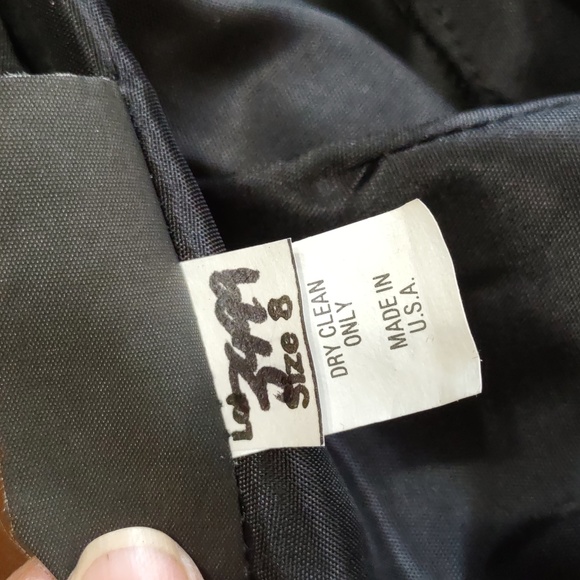 Size 8
DRY CLEAN
ONLY
MADE IN
U.S.A.